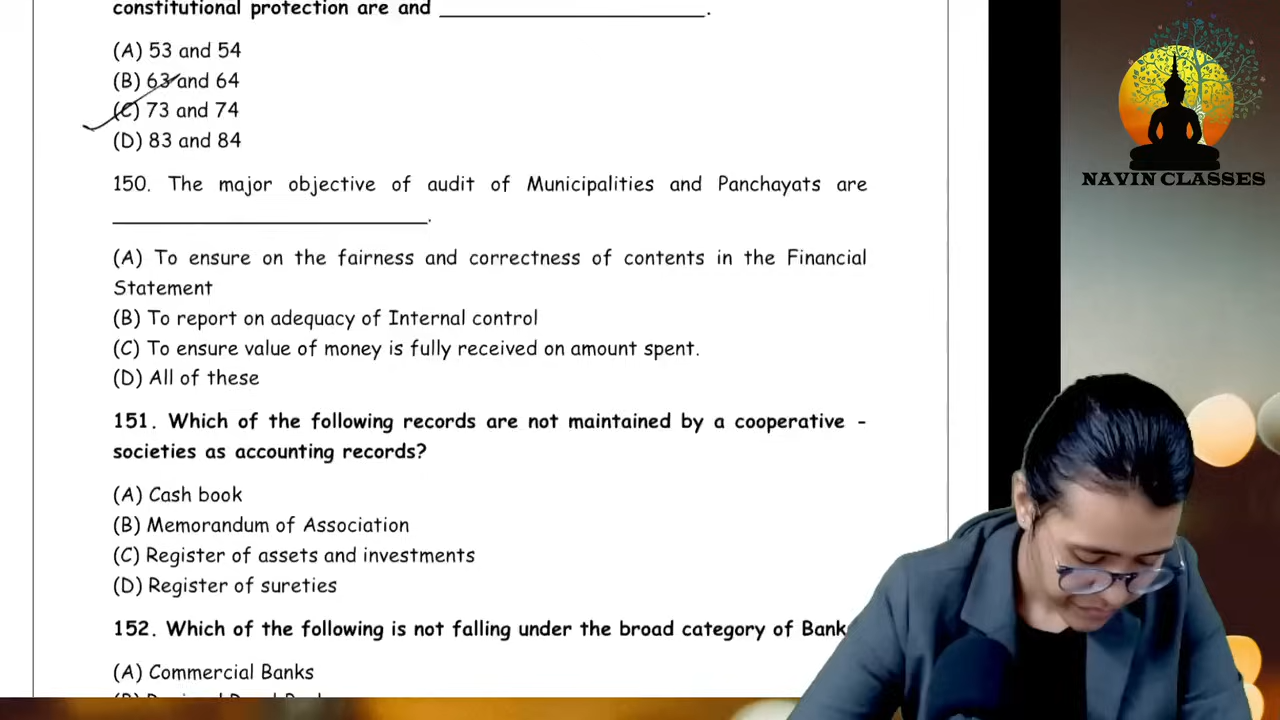 constitutional protection are and ____________________.
(A) 53 and 54
(B) 63 and 64
(C) 73 and 74
(D) 83 and 84
150. The major objective of audit of Municipalities and Panchayats are
________________________.
(A) To ensure on the fairness and correctness of contents in the Financial
Statement
(B) To report on adequacy of Internal control
(C) To ensure value of money is fully received on amount spent.
(D) All of these
151. Which of the following records are not maintained by a cooperative -
societies as accounting records?
(A) Cash book
(B) Memorandum of Association
(C) Register of assets and investments
(D) Register of sureties
152. Which of the following is not falling under the broad category of Bank
(A) Commercial Banks
NAVIN CLASSES